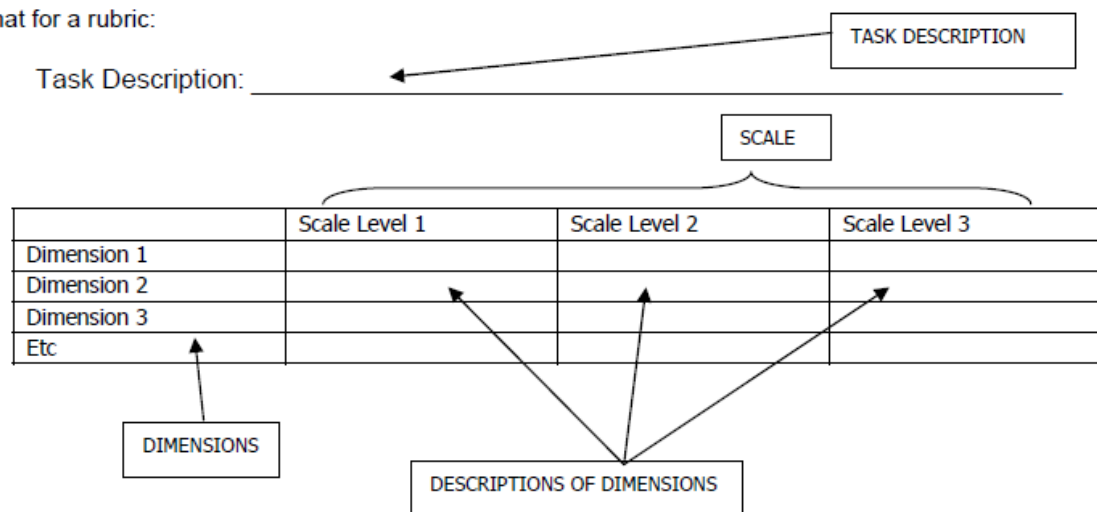 nat for a rubric:
TASK DESCRIPTION
Task Description:
SCALE
Scale Level 1 Scale Level 2 Scale Level 3
Dimension 1
Dimension 2
Dimension 3
Etc
DIMENSIONS
DESCRIPTIONS OF DIMENSIONS